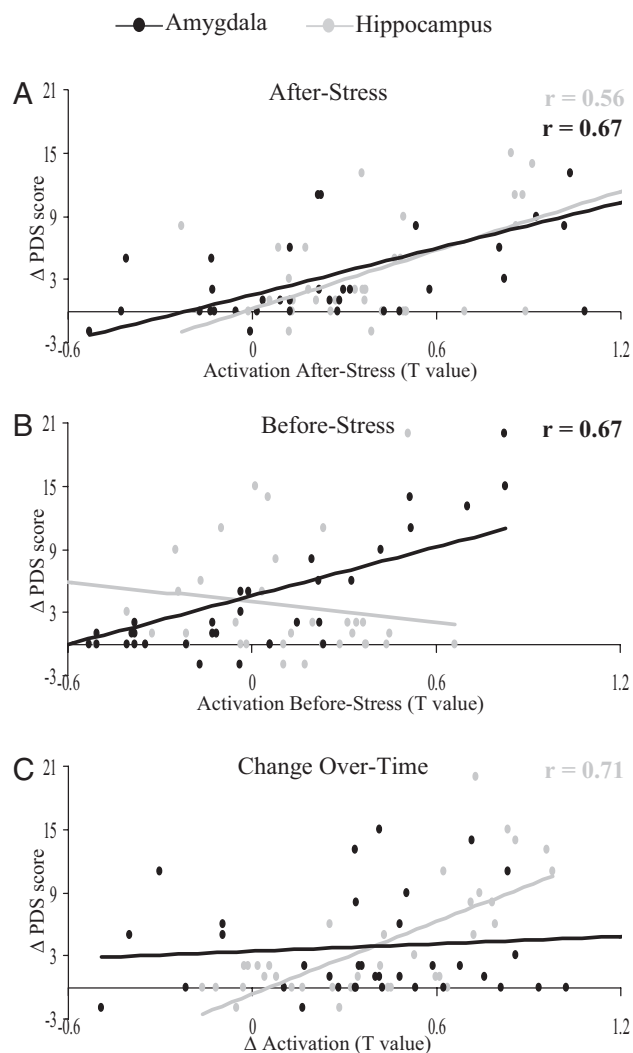 Amygdala Hippocampus
A
After-Stress
r = 0.56
r = 0.67
21
15
9
3
-3
Δ PDS score
-0.6 0 0.6 1.2
Activation After-Stress (T value)
B
Before-Stress
r = 0.67
21
15
9
3
-3
Δ PDS score
-0.6 0 0.6 1.2
Activation Before-Stress (T value)
C
Change Over-Time
r = 0.71
21
15
9
3
-3
Δ PDS score
-0.6 0 0.6 1.2
Δ Activation (T value)